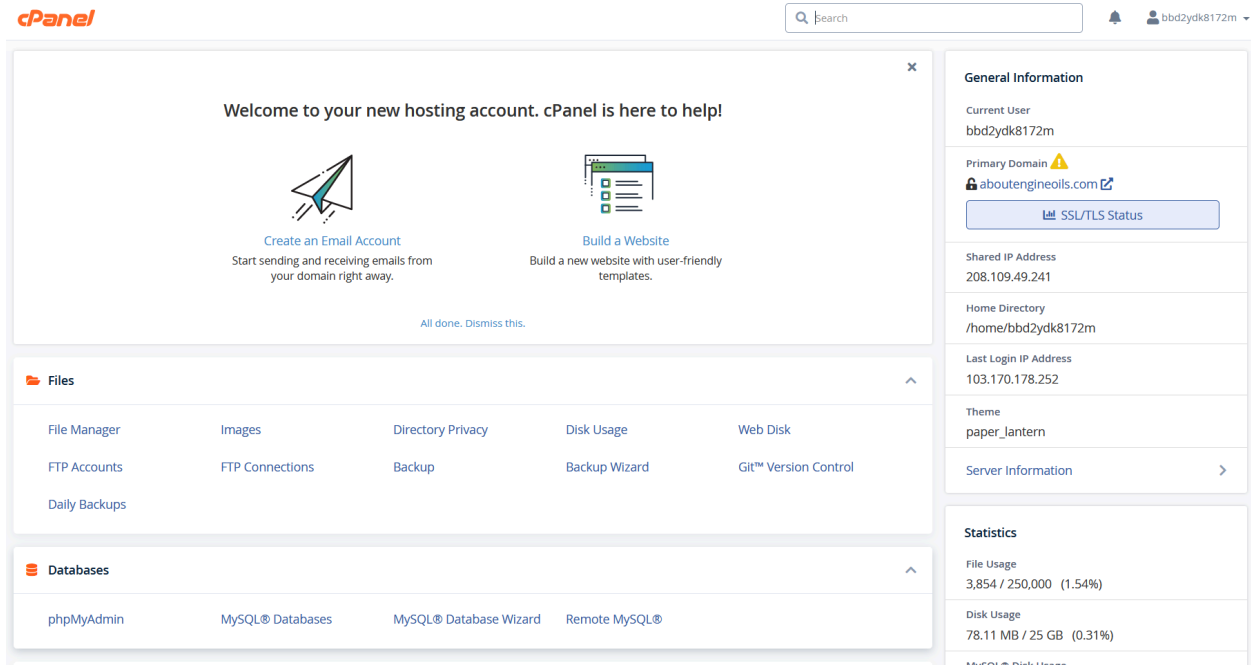 cPanel
Search
bbd2ydk8172m
Welcome to your new hosting account. cPanel is here to help!
Create an Email Account
Start sending and receiving emails from
your domain right away.
Build a Website
Build a new website with user-friendly
templates.
All done. Dismiss this.
Files
File Manager Images Directory Privacy Disk Usage Web Disk
FTP Accounts FTP Connections Backup Backup Wizard Git™ Version Control
Daily Backups
Databases
phpMyAdmin MySQL® Databases MySQL® Database Wizard Remote MySQL®
General Information
Current User
bbd2ydk8172m
Primary Domain
aboutengineoils.com
SSL/TLS Status
Shared IP Address
208.109.49.241
Home Directory
/home/bbd2ydk8172m
Last Login IP Address
103.170.178.252
Theme
paper_lantern
Server Information
Statistics
File Usage
3,854 / 250,000 (1.54%)
Disk Usage
78.11 MB / 25 GB (0.31%)
MySQL® Disk Usage